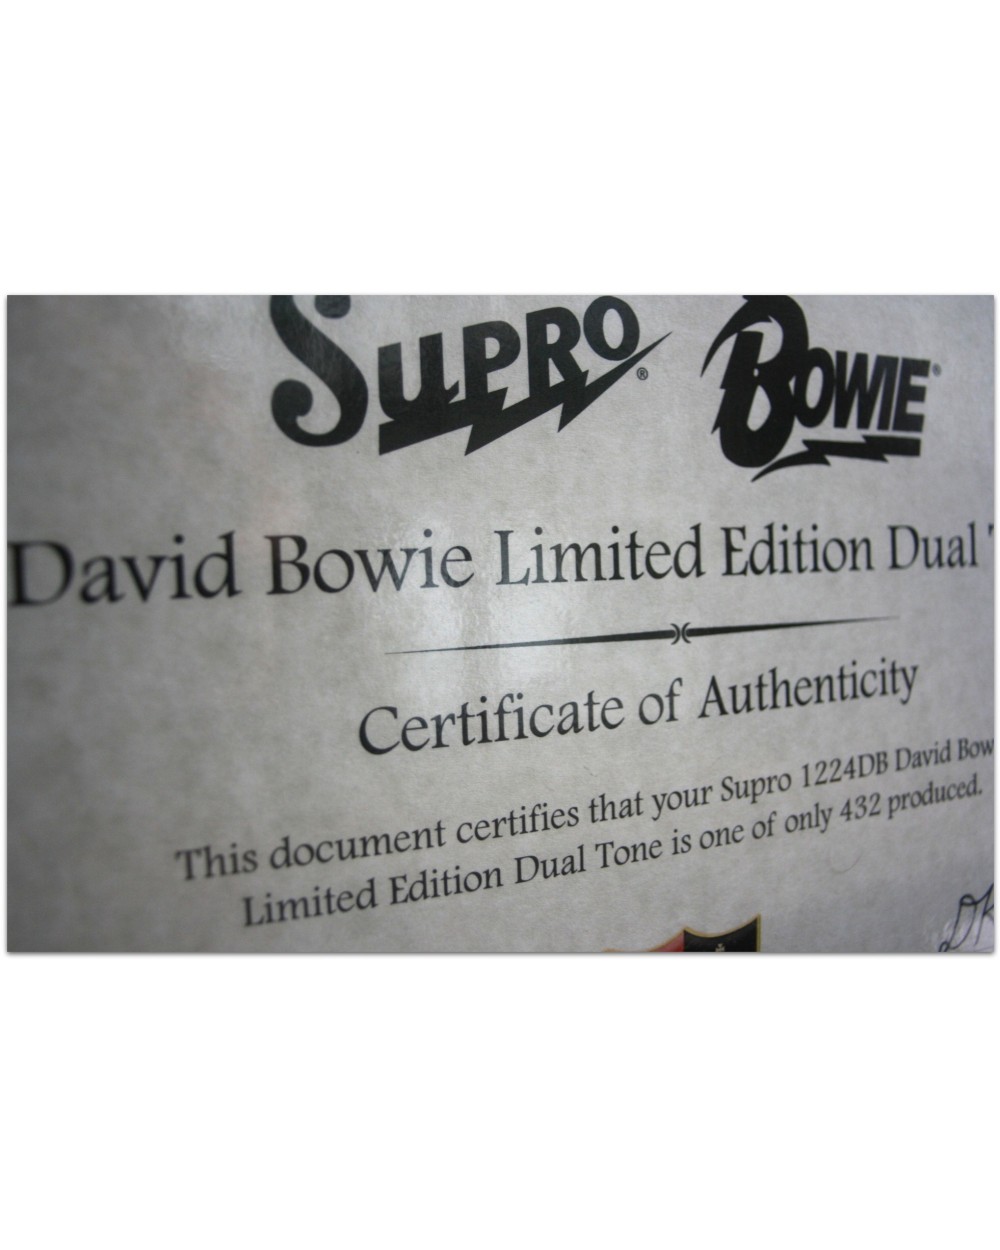 SUPRO® BOWIE®
David Bowie Limited Edition Dual
Certificate of Authenticity
This document certifies that your Supro 1224DB David Bow
Limited Edition Dual Tone is one of only 432 produced.